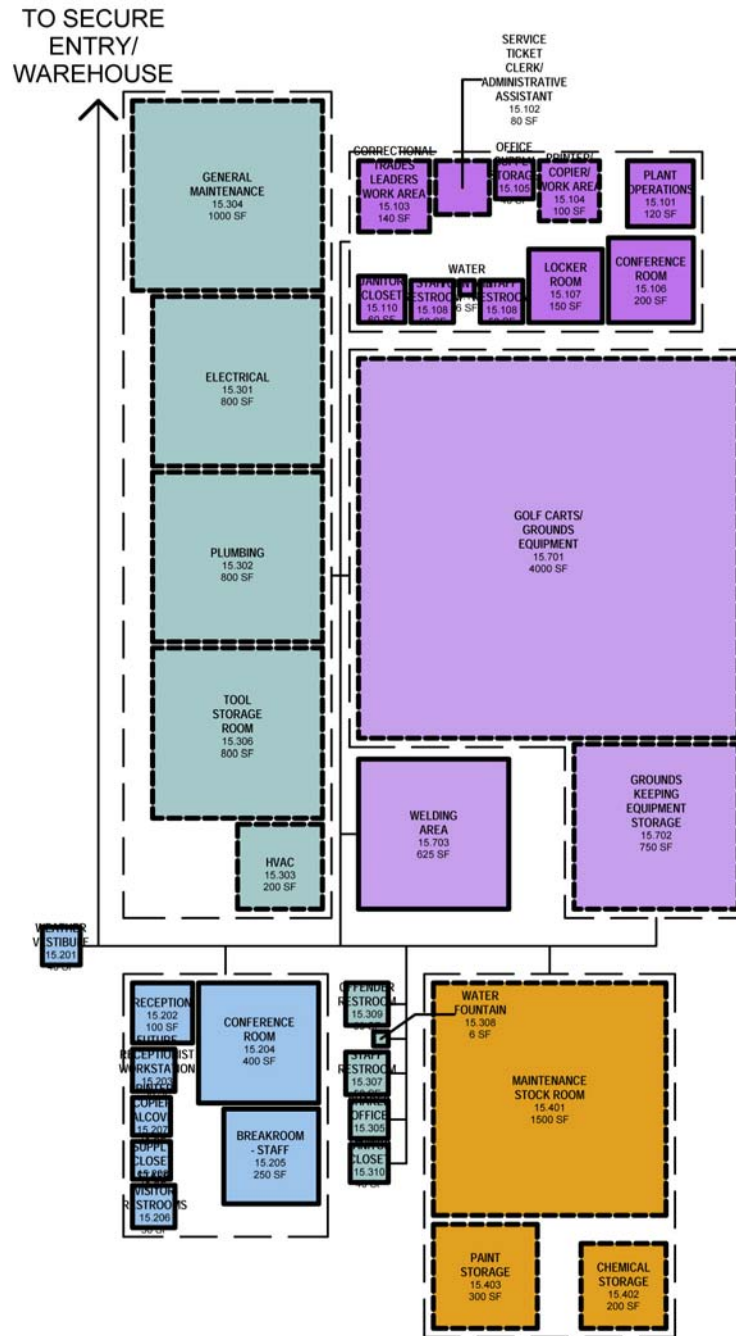 TO SECURE
ENTRY/
WAREHOUSE
SERVICE
TICKET
CLERK/
ADMINISTRATIVE
ASSISTANT
15.102
80 SF
GENERAL
MAINTENANCE
15.304
1000 SF
ELECTRICAL
15.301
800 SF
PLUMBING
15.302
800 SF
TOOL
STORAGE
ROOM
15.306
800 SF
HVAC
15.303
200 SF
CORRECTIONAL
TRADES
LEADERS
WORK AREA
15.103
140 SF
OFFICE
SUPPLY
STORAGE
15.105
PRINTER/
COPIER/
WORK AREA
15.104
100 SF
PLANT
OPERATIONS
15.101
120 SF
JANITOR
CLOSET
15.110
60 SF
STAFF
RESTROOM
15.108
WATER
6 SF
STAFF
RESTROOM
15.108
LOCKER
ROOM
15.107
150 SF
CONFERENCE
ROOM
15.106
200 SF
GOLF CARTS/
GROUNDS
EQUIPMENT
15.701
4000 SF
WELDING
AREA
15.703
625 SF
GROUNDS
KEEPING
EQUIPMENT
STORAGE
15.702
750 SF
WEATHER
VESTIBULE
15.201
RECEPTION
15.202
100 SF
FUTURE
RECEPTIONIST
WORKSTATION
15.203
PRINTER
COPIER
ALCOVE
15.207
SUPPLY
CLOSET
VISITOR
RESTROOMS
15.206
CONFERENCE
ROOM
15.204
400 SF
BREAKROOM
- STAFF
15.205
250 SF
OFFENDER
RESTROOM
15.309
WATER
FOUNTAIN
15.308
6 SF
STAFF
RESTROOM
15.307
SHARED
OFFICE
15.305
JANITOR
CLOSET
15.310
MAINTENANCE
STOCK ROOM
15.401
1500 SF
PAINT
STORAGE
15.403
300 SF
CHEMICAL
STORAGE
15.402
200 SF